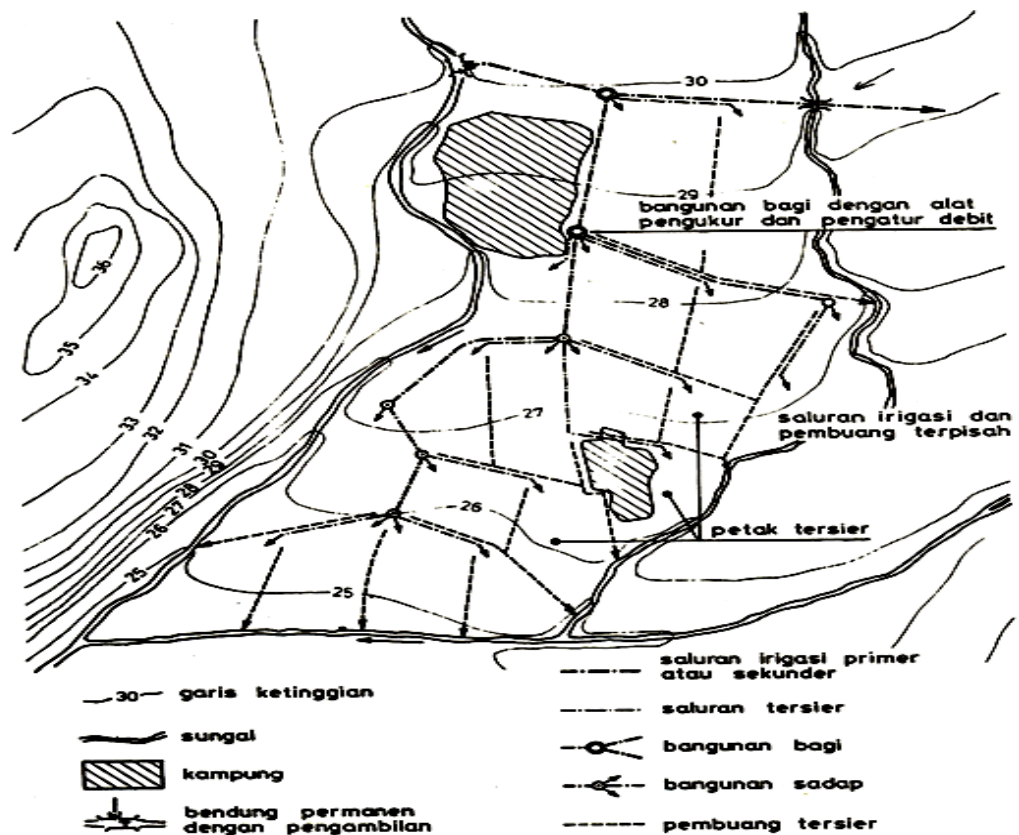 30
29
bangunan bagi dengan alat
pengukur dan pengatur debit
28
36
35
34
33
32
31
30
29
28
27
26
25
27
saluran irigasi dan
pembuang terpisah
26
petak tersier
25
30 garis ketinggian
sungai
kampung
bendung permanen
dengan pengambilan
saluran irigasi primer
atau sekunder
saluran tersier
bangunan bagi
bangunan sadap
pembuang tersier